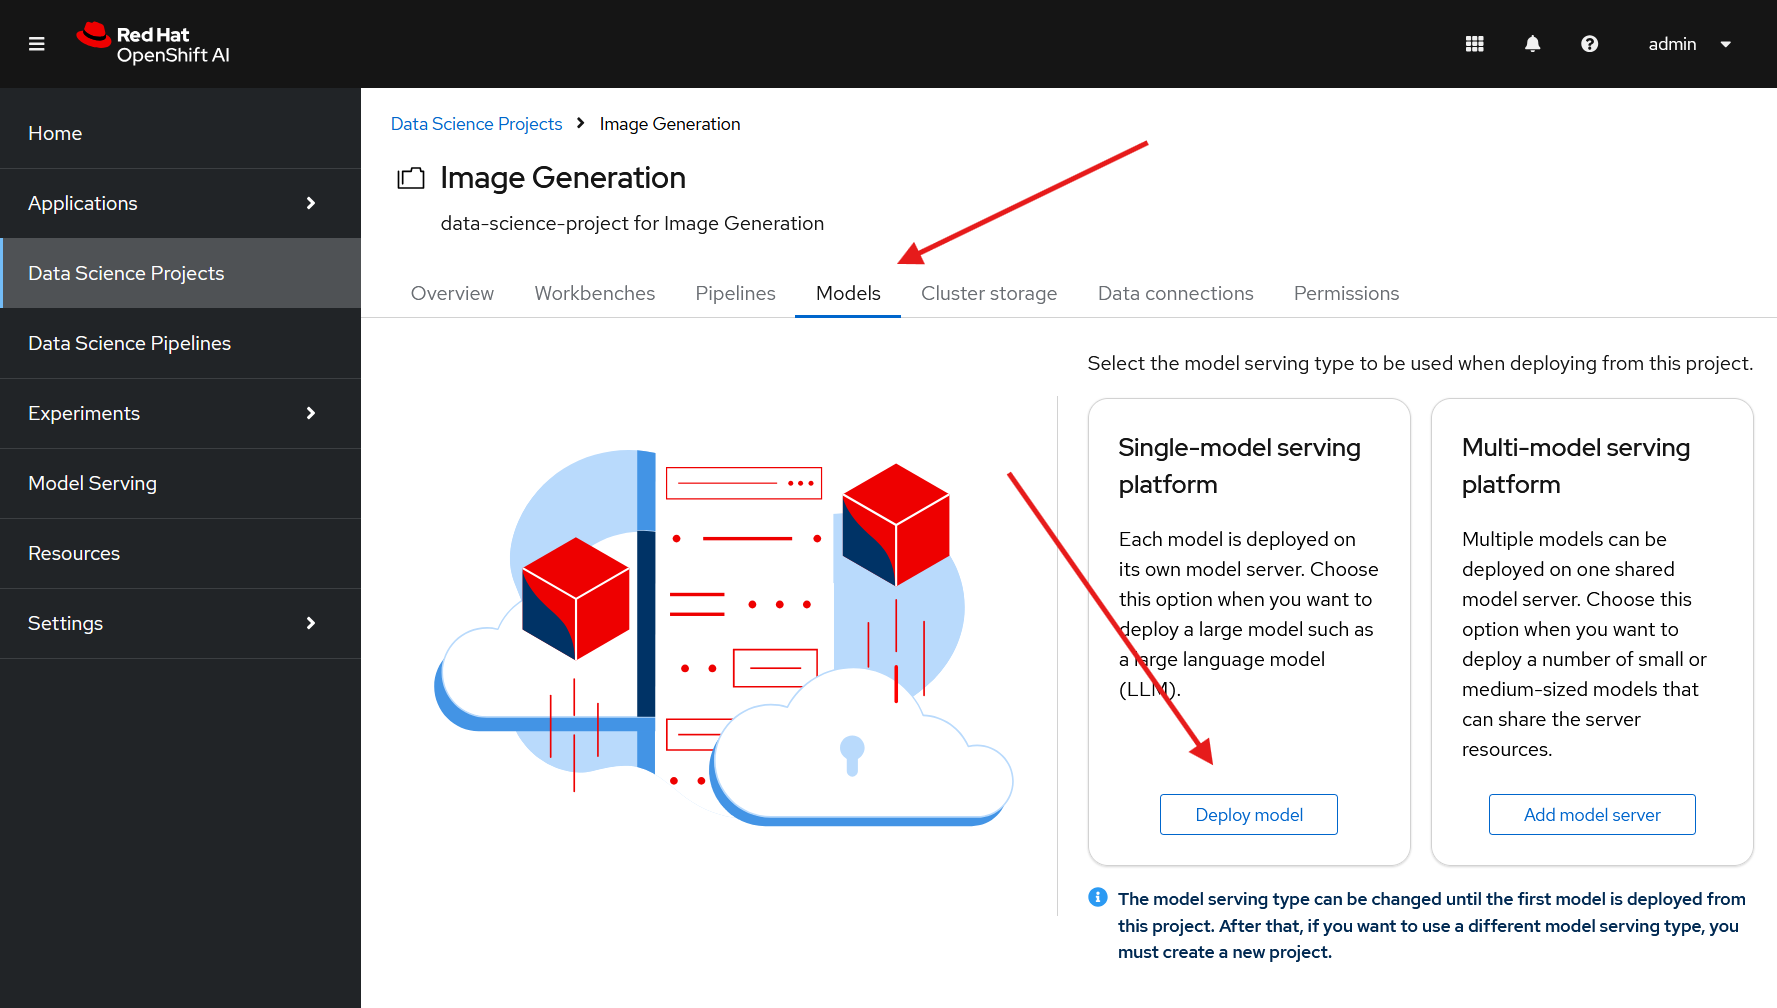 Red Hat
OpenShift AI
admin
Home
Applications
Data Science Projects
Data Science Pipelines
Experiments
Model Serving
Resources
Settings
Data Science Projects > Image Generation
Image Generation
data-science-project for Image Generation
Overview Workbenches Pipelines Models Cluster storage Data connections Permissions
Select the model serving type to be used when deploying from this project.
Single-model serving
platform
Each model is deployed on
its own model server. Choose
this option when you want to
deploy a large model such as
a large language model
(LLM).
Deploy model
Multi-model serving
platform
Multiple models can be
deployed on one shared
model server. Choose this
option when you want to
deploy a number of small or
medium-sized models that
can share the server
resources.
Add model server
The model serving type can be changed until the first model is deployed from
this project. After that, if you want to use a different model serving type, you
must create a new project.